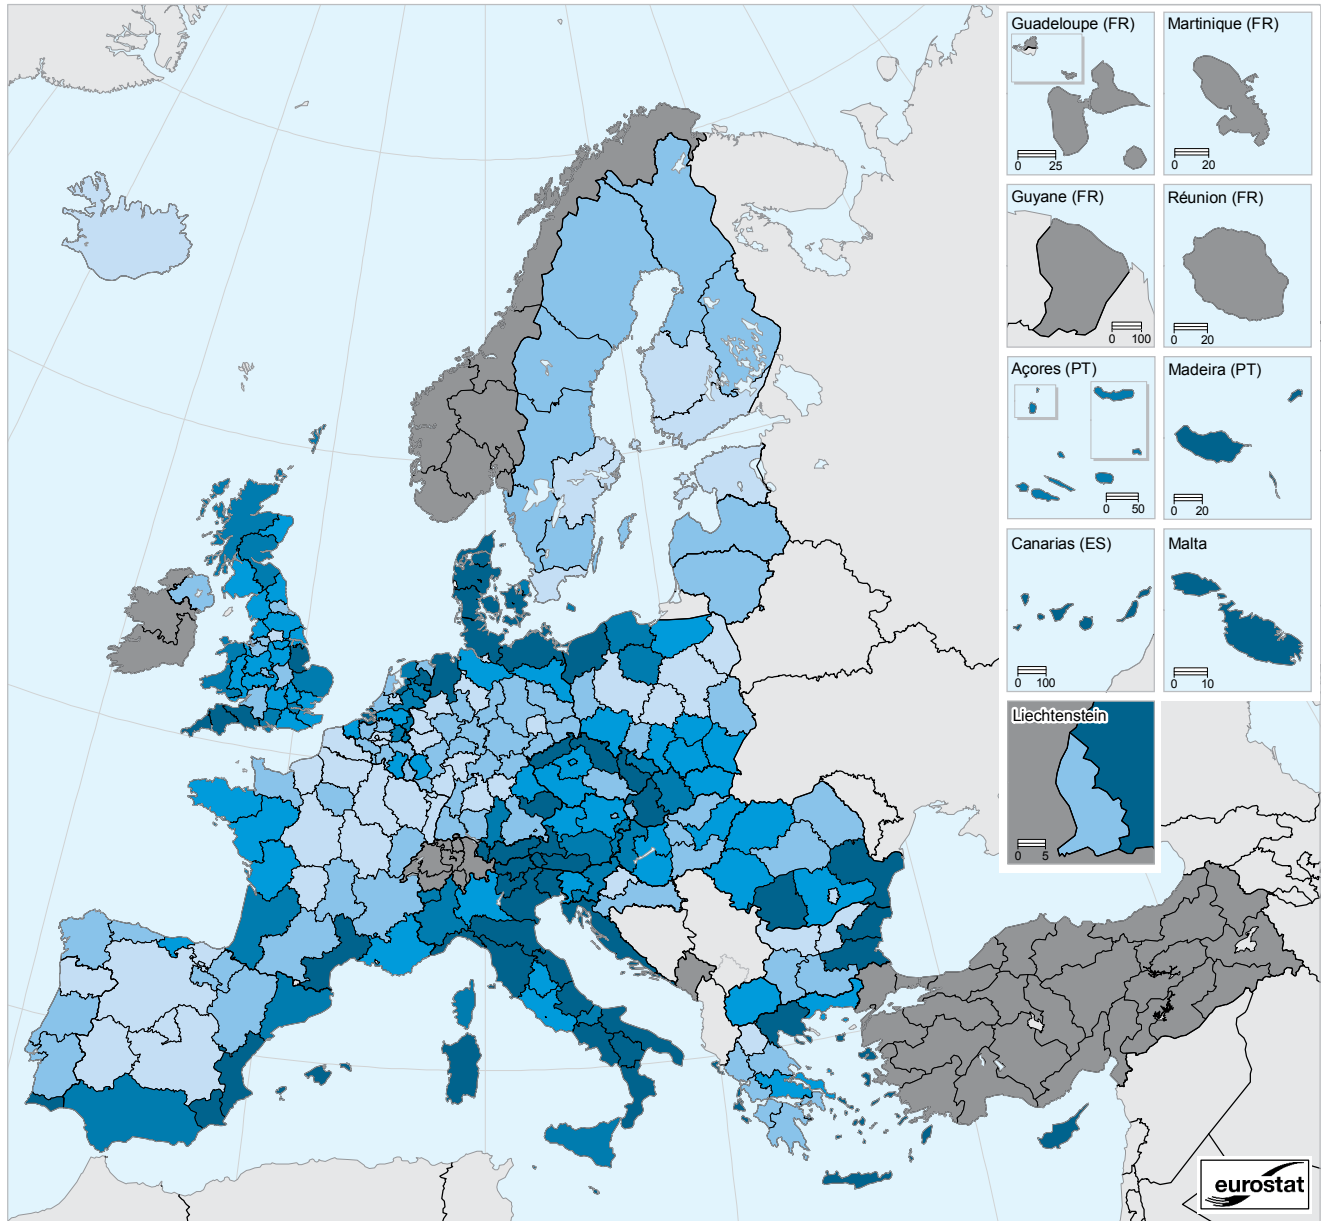 Guadeloupe (FR)
0 25
Martinique (FR)
0 20
Guyane (FR)
0 100
Réunion (FR)
0 20
Açores (PT)
0 50
Madeira (PT)
0 20
Canarias (ES)
0 100
Malta
0 10
Liechtenstein
0 5
eurostat